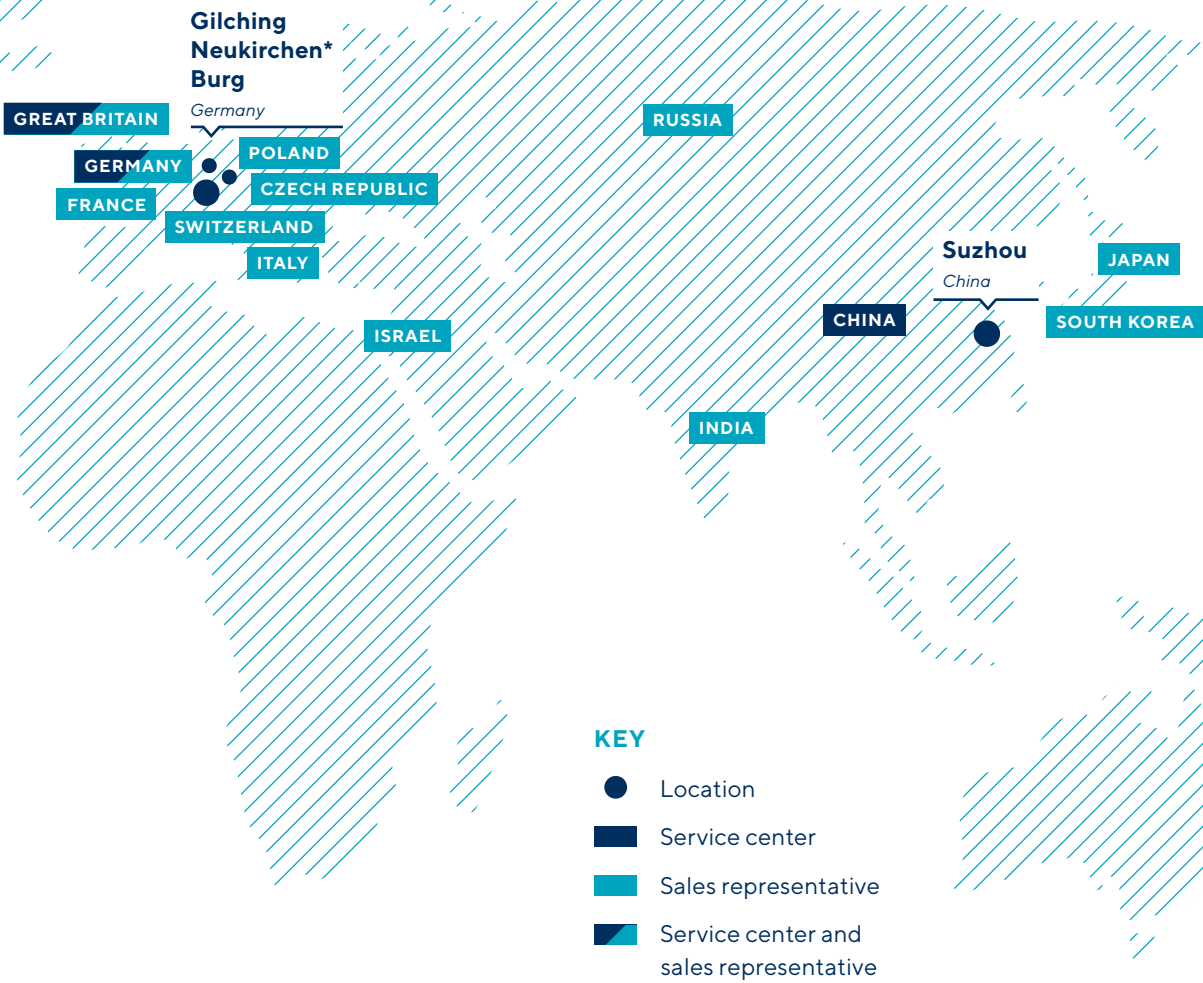 Gilching
Neukirchen*
Burg
Germany
GREAT BRITAIN
GERMANY
FRANCE
POLAND
CZECH REPUBLIC
SWITZERLAND
ITALY
ISRAEL
RUSSIA
INDIA
CHINA
Suzhou
China
JAPAN
SOUTH KOREA
KEY
Location
Service center
Sales representative
Service center and
sales representative